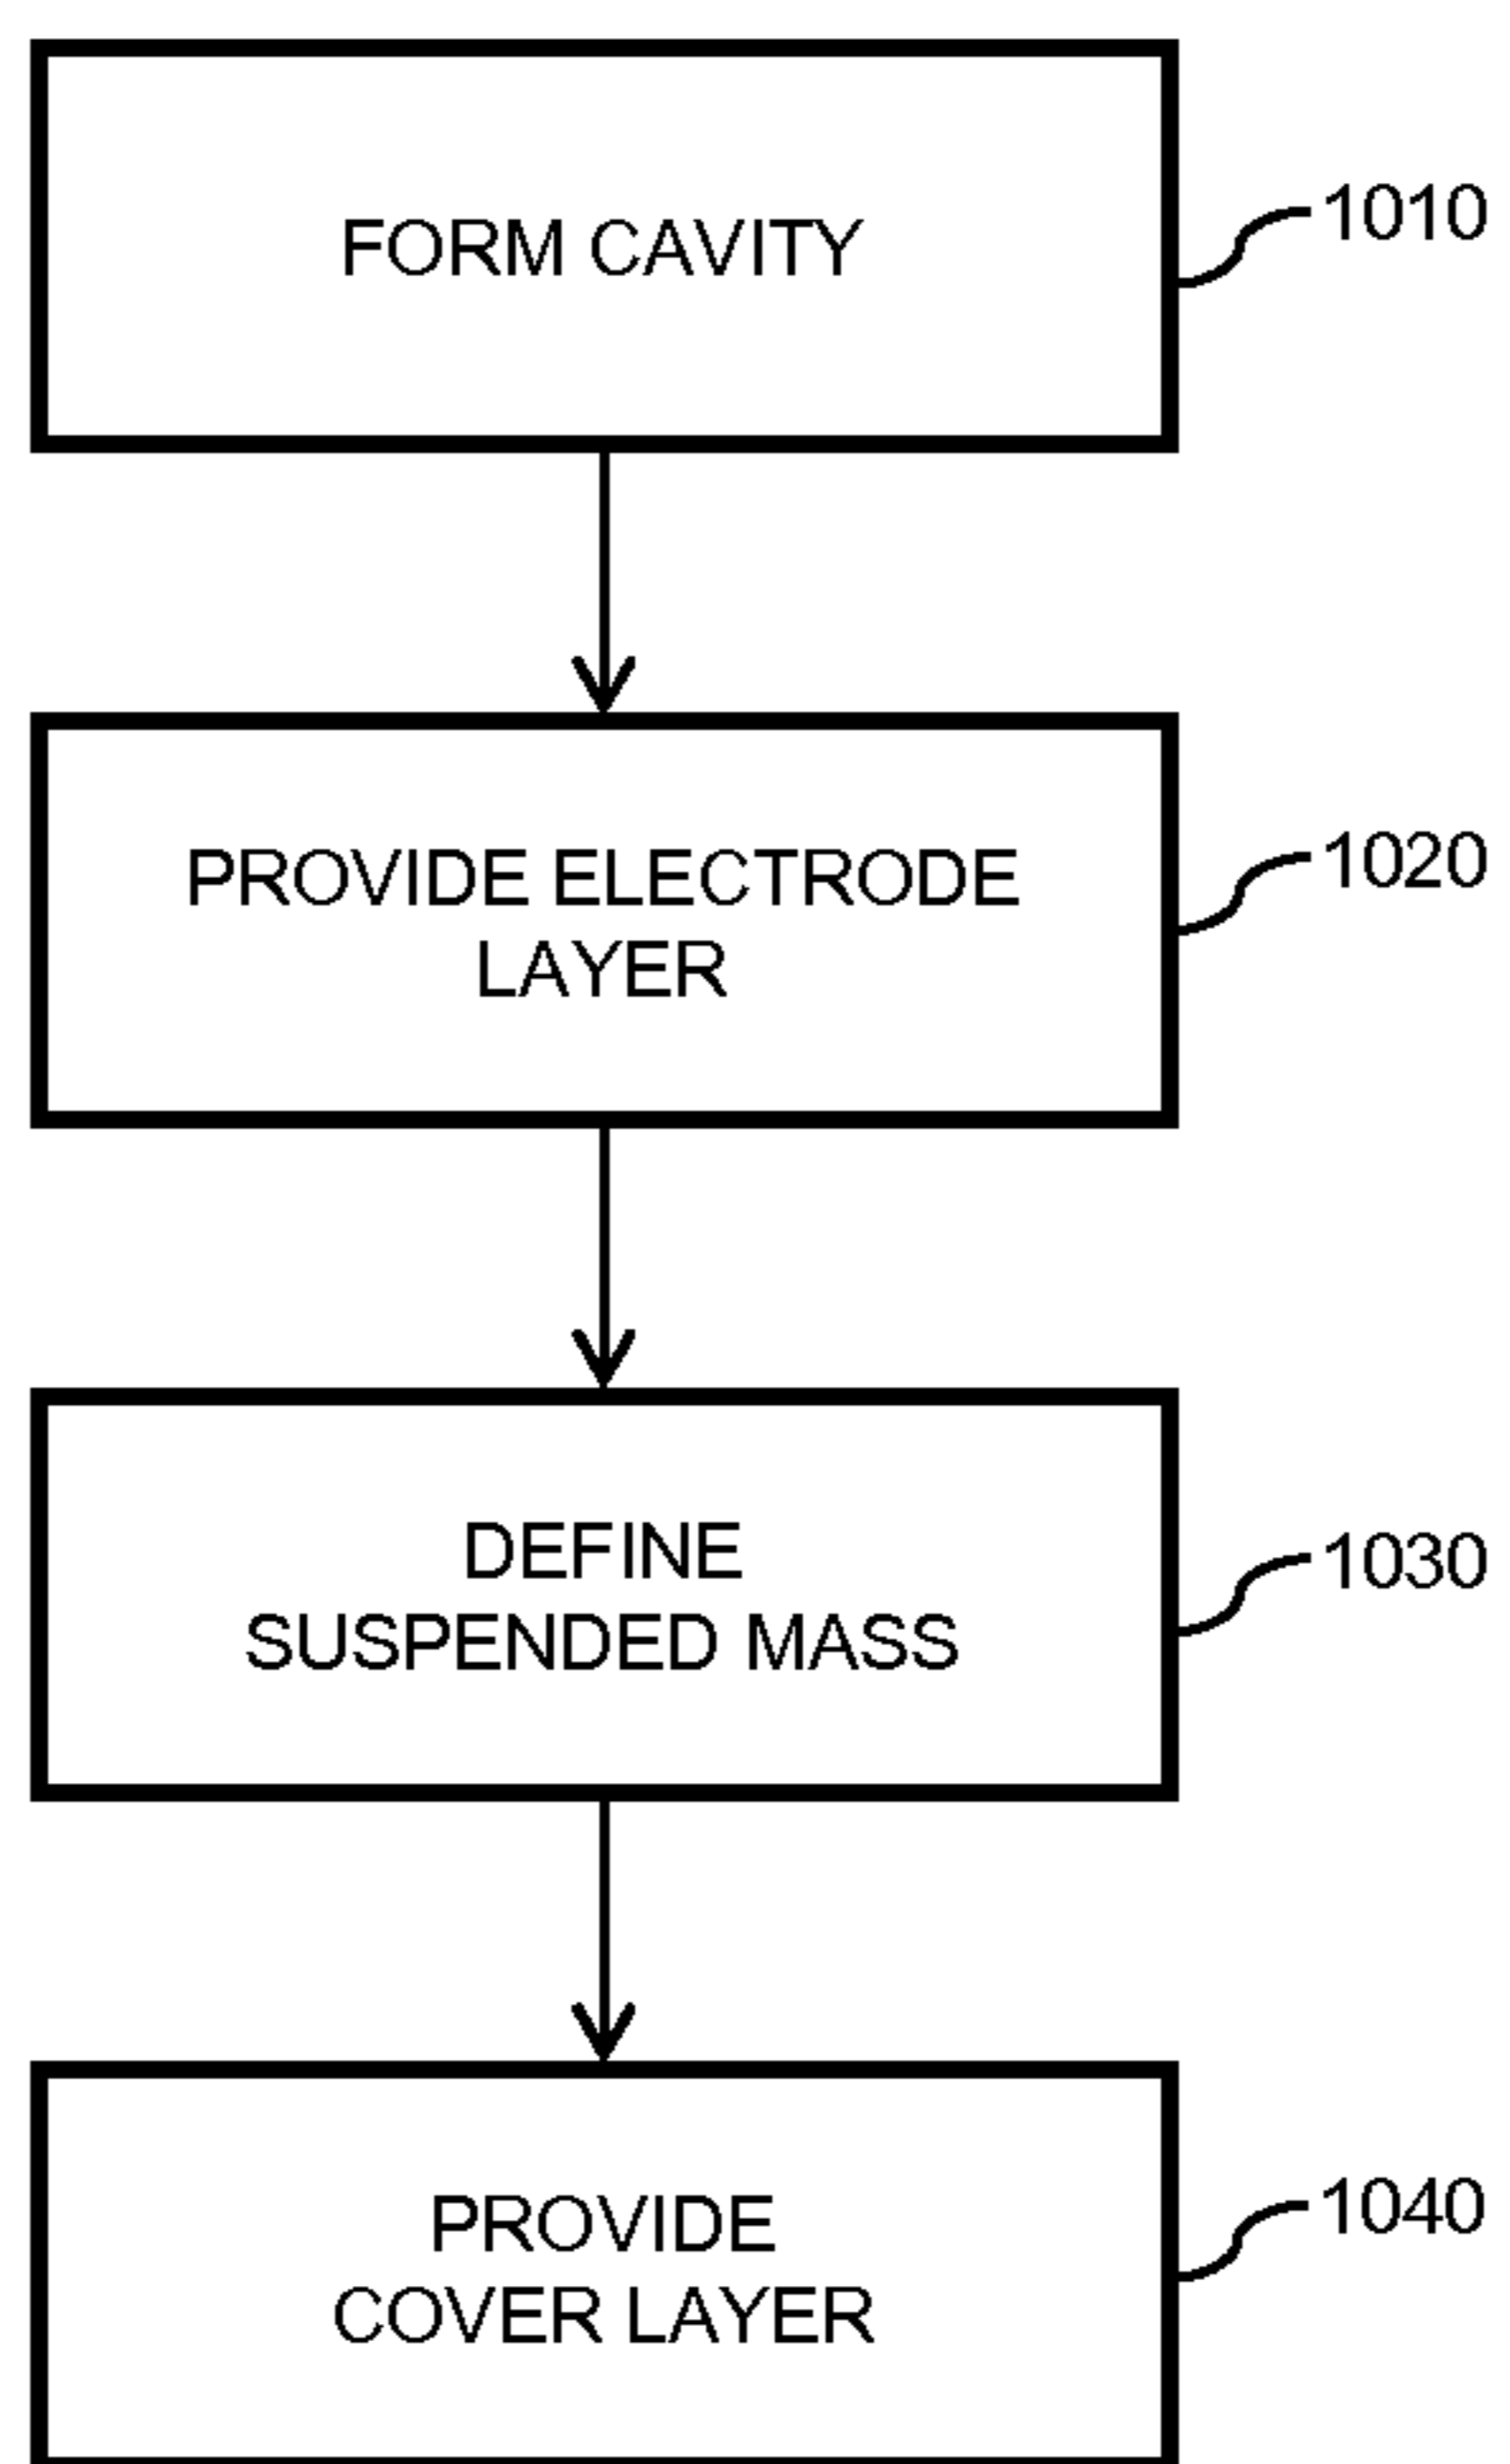 FORM CAVITY
1010
PROVIDE ELECTRODE
LAYER
1020
DEFINE
SUSPENDED MASS
1030
PROVIDE
COVER LAYER
1040